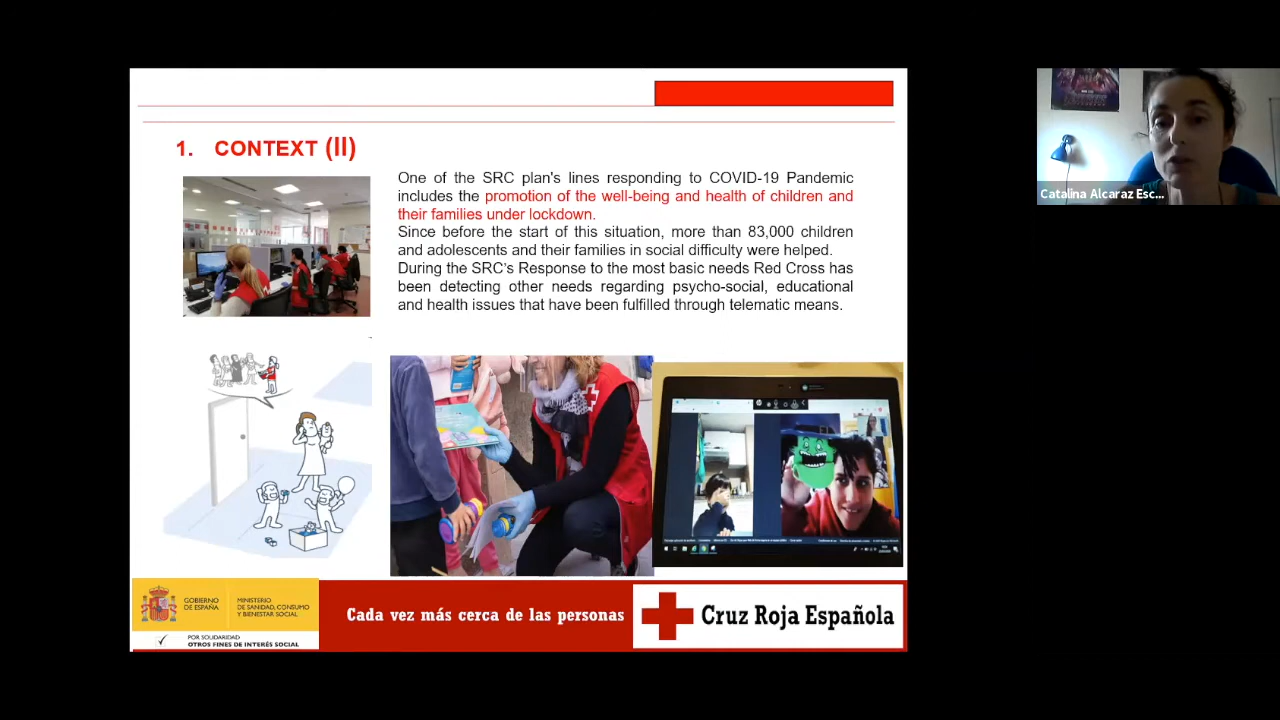 1. CONTEXT (II)
One of the SRC plan's lines responding to COVID-19 Pandemic
includes the promotion of the well-being and health of children and
their families under lockdown.
Since before the start of this situation, more than 83,000 children
and adolescents and their families in social difficulty were helped.
During the SRC's Response to the most basic needs Red Cross has
been detecting other needs regarding psycho-social, educational
and health issues that have been fulfilled through telematic means.
Catalina Alcaraz Esc...
GOBIERNO
DE ESPAÑA
MINISTERIO
DE SANIDAD, CONSUMO
Y BIENESTAR SOCIAL
POR SOLIDARIDAD
OTROS FINES DE INTERÉS SOCIAL
Cada vez más cerca de las personas
Cruz Roja Española